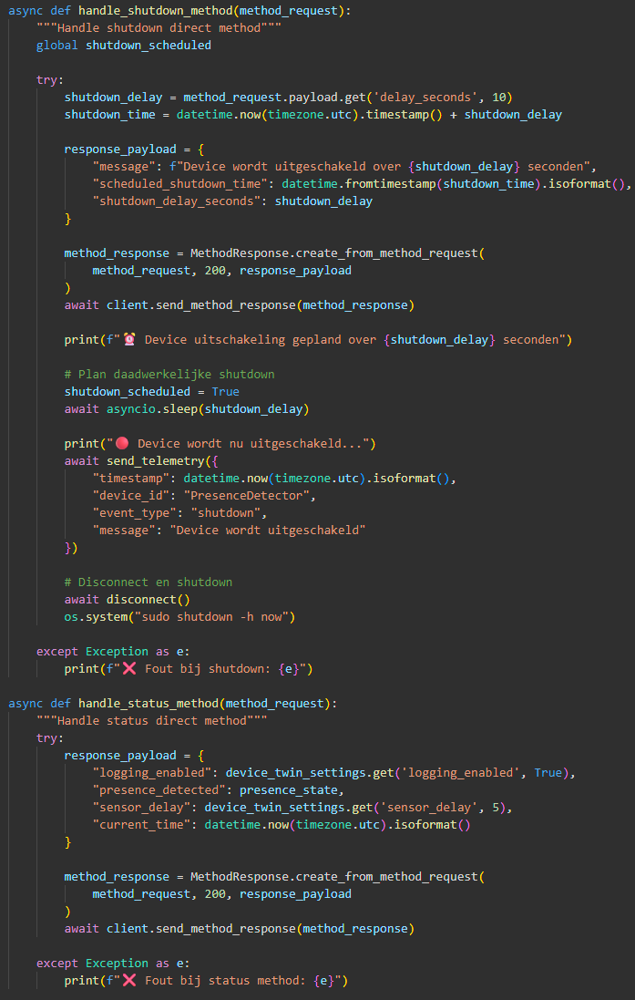 async def handle_shutdown_method(method_request):
    """Handle shutdown direct method"""
    global shutdown_scheduled

    try:
        shutdown_delay = method_request.payload.get('delay_seconds', 10)
        shutdown_time = datetime.now(timezone.utc).timestamp() + shutdown_delay

        response_payload = {
            "message": f"Device wordt uitgeschakeld over {shutdown_delay} seconden",
            "scheduled_shutdown_time": datetime.fromtimestamp(shutdown_time).isoformat(),
            "shutdown_delay_seconds": shutdown_delay
        }

        method_response = MethodResponse.create_from_method_request(
            method_request, 200, response_payload
        )
        await client.send_method_response(method_response)

        print(f"⏰ Device uitschakeling gepland over {shutdown_delay} seconden")

        # Plan daadwerkelijke shutdown
        shutdown_scheduled = True
        await asyncio.sleep(shutdown_delay)

        print("🔴 Device wordt nu uitgeschakeld...")
        await send_telemetry({
            "timestamp": datetime.now(timezone.utc).isoformat(),
            "device_id": "PresenceDetector",
            "event_type": "shutdown",
            "message": "Device wordt uitgeschakeld"
        })

        # Disconnect en shutdown
        await disconnect()
        os.system("sudo shutdown -h now")

    except Exception as e:
        print(f"❌ Fout bij shutdown: {e}")

async def handle_status_method(method_request):
    """Handle status direct method"""
    try:
        response_payload = {
            "logging_enabled": device_twin_settings.get('logging_enabled', True),
            "presence_detected": presence_state,
            "sensor_delay": device_twin_settings.get('sensor_delay', 5),
            "current_time": datetime.now(timezone.utc).isoformat()
        }

        method_response = MethodResponse.create_from_method_request(
            method_request, 200, response_payload
        )
        await client.send_method_response(method_response)

    except Exception as e:
        print(f"❌ Fout bij status method: {e}")